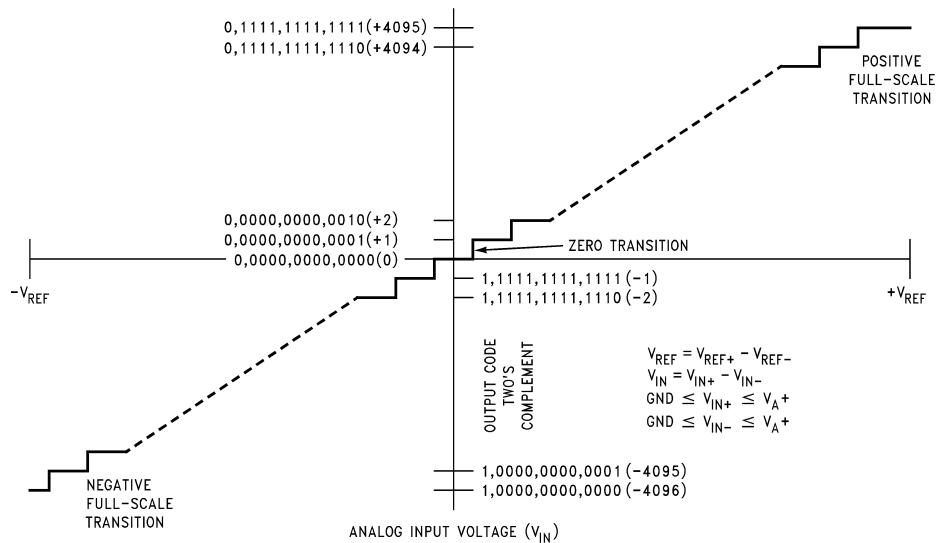 0,1111,1111,1111(+4095)
0,1111,1111,1110(+4094)
POSITIVE
FULL-SCALE
TRANSITION
0,0000,0000,0010(+2)
0,0000,0000,0001(+1)
0,0000,0000,0000(0)
ZERO TRANSITION
1,1111,1111,1111(-1)
1,1111,1111,1110(-2)
-VREF
+VREF
OUTPUT CODE
TWO'S
COMPLEMENT
VREF = VREF+ - VREF-
VIN = VIN+ - VIN-
GND ≤ VIN+ ≤ VA+
GND ≤ VIN- ≤ VA+
1,0000,0000,0001(-4095)
1,0000,0000,0000(-4096)
NEGATIVE
FULL-SCALE
TRANSITION
ANALOG INPUT VOLTAGE (VIN)